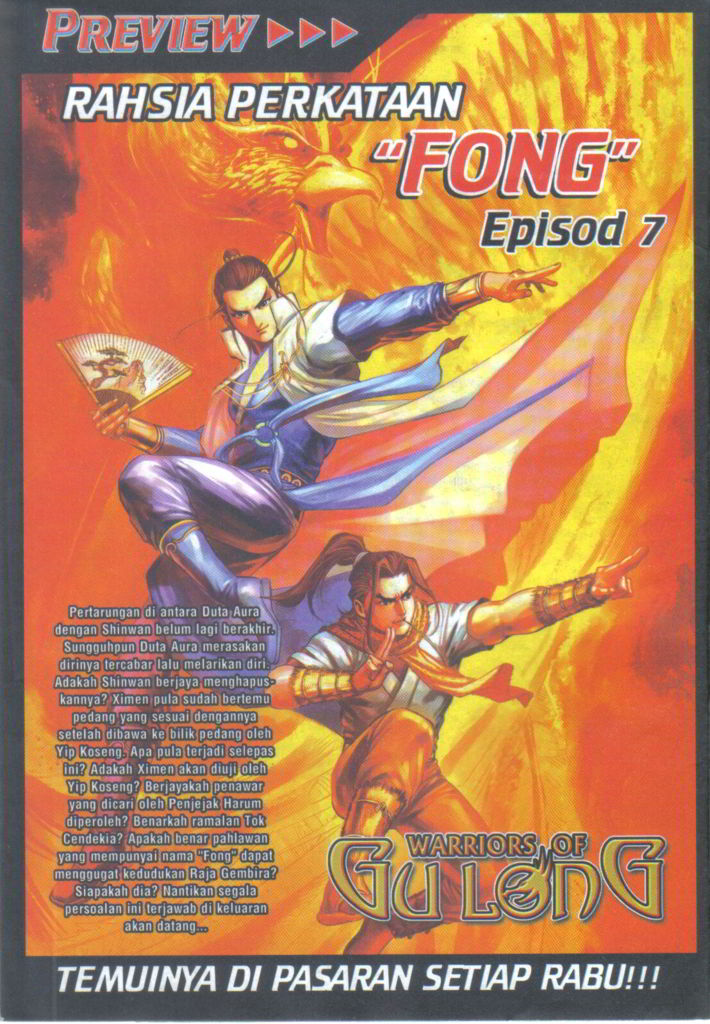 PREVIEW
RAHSIA PERKATAAN
"FONG"
Episod 7
Pertarungan di antara Duta Aura
dengan Shinwan belum lagi berakhir.
Sungguhpun Duta Aura merasakan
dirinya tercabar lalu melarikan diri.
Adakah Shinwan berjaya menghapus-
kannya? Ximen pula sudah bertemu
pedang yang sesuai dengannya
setelah dibawa ke bilik pedang oleh
Yip Koseng. Apa pula terjadi selepas
ini? Adakah Ximen akan diuji oleh
Yip Koseng? Berjayakah penawar
yang dicari oleh Penjejak Harum
diperoleh? Benarkah ramalan Tok
Cendekia? Apakah benar pahlawan
yang mempunyai nama "Fong" dapat
menggugat kedudukan Raja Gembira?
Siapakah dia? Nantikan segala
persoalan ini terjawab di keluaran
akan datang...
WARRIORS OF
GU LONG
TEMUINYA DI PASARAN SETIAP RABU!!!